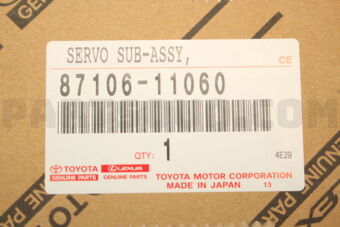 SERVO SUB-ASSY,
CE
87106-11060
QTY: 1
4E29
TOYOTA LEXUS
GENUINE PARTS GENUINE PARTS
TOYOTA MOTOR CORPORATION
MADE IN JAPAN 13